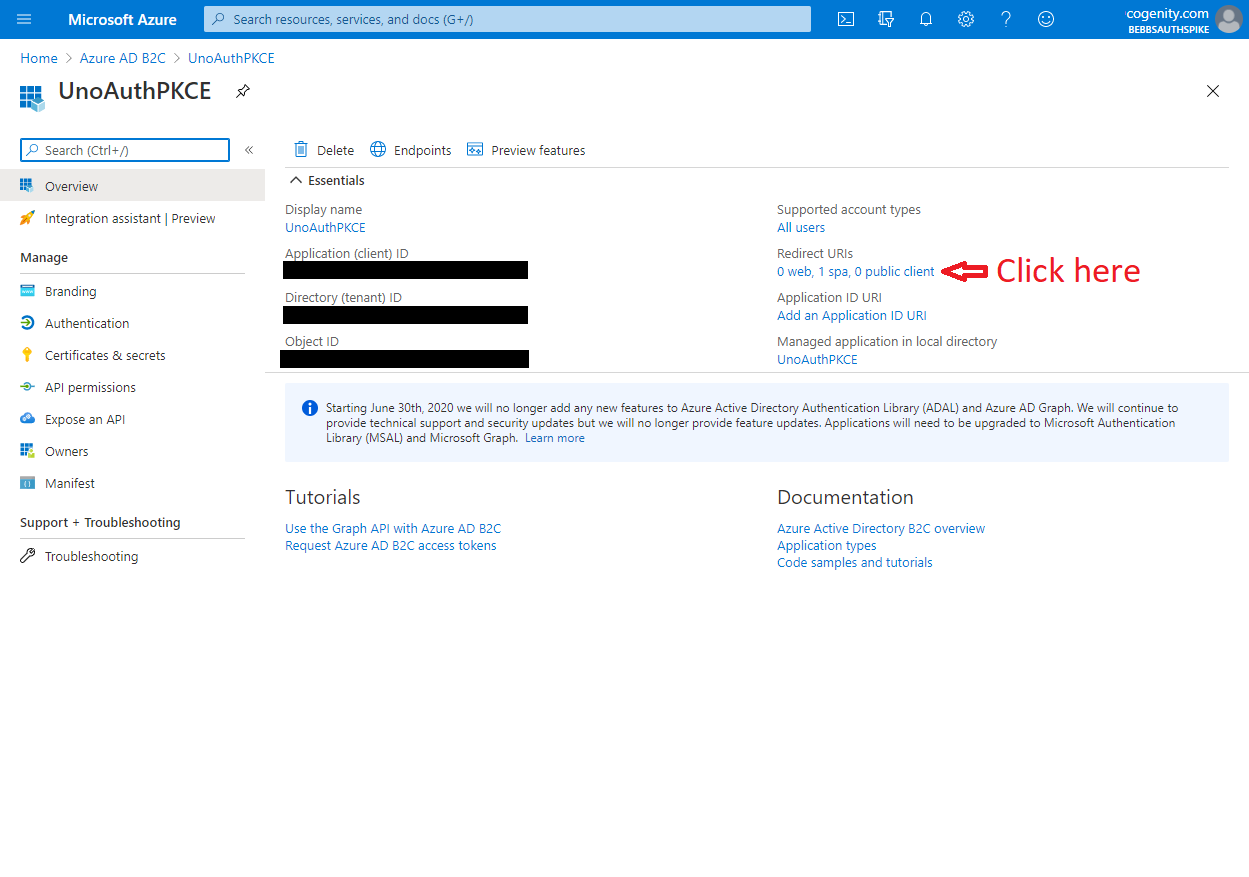 Microsoft Azure
Search resources, services, and docs (G+/)
cogenity.com
BEBBSAUTHSPIKE
Home > Azure AD B2C > UnoAuthPKCE
UnoAuthPKCE
Search (Ctrl+/)
«
Delete
Endpoints
Preview features
Overview
Integration assistant | Preview
Manage
Branding
Authentication
Certificates & secrets
API permissions
Expose an API
Owners
Manifest
Support + Troubleshooting
Troubleshooting
Essentials
Display name
UnoAuthPKCE
Application (client) ID
Directory (tenant) ID
Object ID
Supported account types
All users
Redirect URIs
0 web, 1 spa, 0 public client
Click here
Application ID URI
Add an Application ID URI
Managed application in local directory
UnoAuthPKCE
Starting June 30th, 2020 we will no longer add any new features to Azure Active Directory Authentication Library (ADAL) and Azure AD Graph. We will continue to
provide technical support and security updates but we will no longer provide feature updates. Applications will need to be upgraded to Microsoft Authentication
Library (MSAL) and Microsoft Graph. Learn more
Tutorials
Use the Graph API with Azure AD B2C
Request Azure AD B2C access tokens
Documentation
Azure Active Directory B2C overview
Application types
Code samples and tutorials